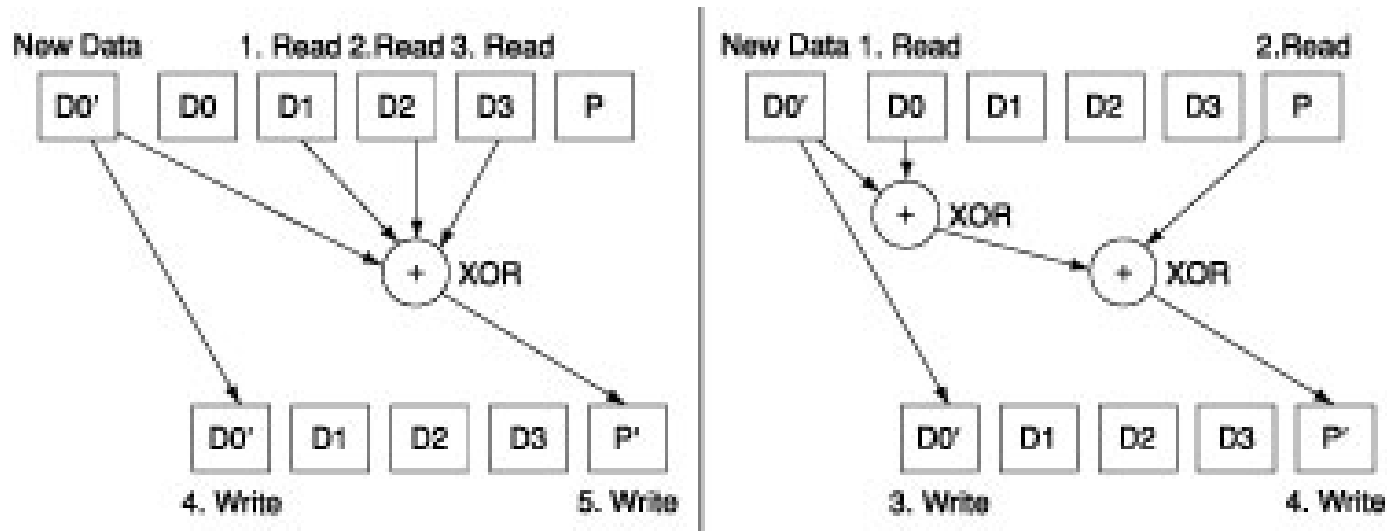 New Data 1. Read 2.Read 3. Read
D0' D0 D1 D2 D3 P
+ XOR
D0' D1 D2 D3 P'
4. Write 5. Write
New Data 1. Read 2.Read
D0' D0 D1 D2 D3 P
+ XOR
+ XOR
D0' D1 D2 D3 P'
3. Write 4. Write